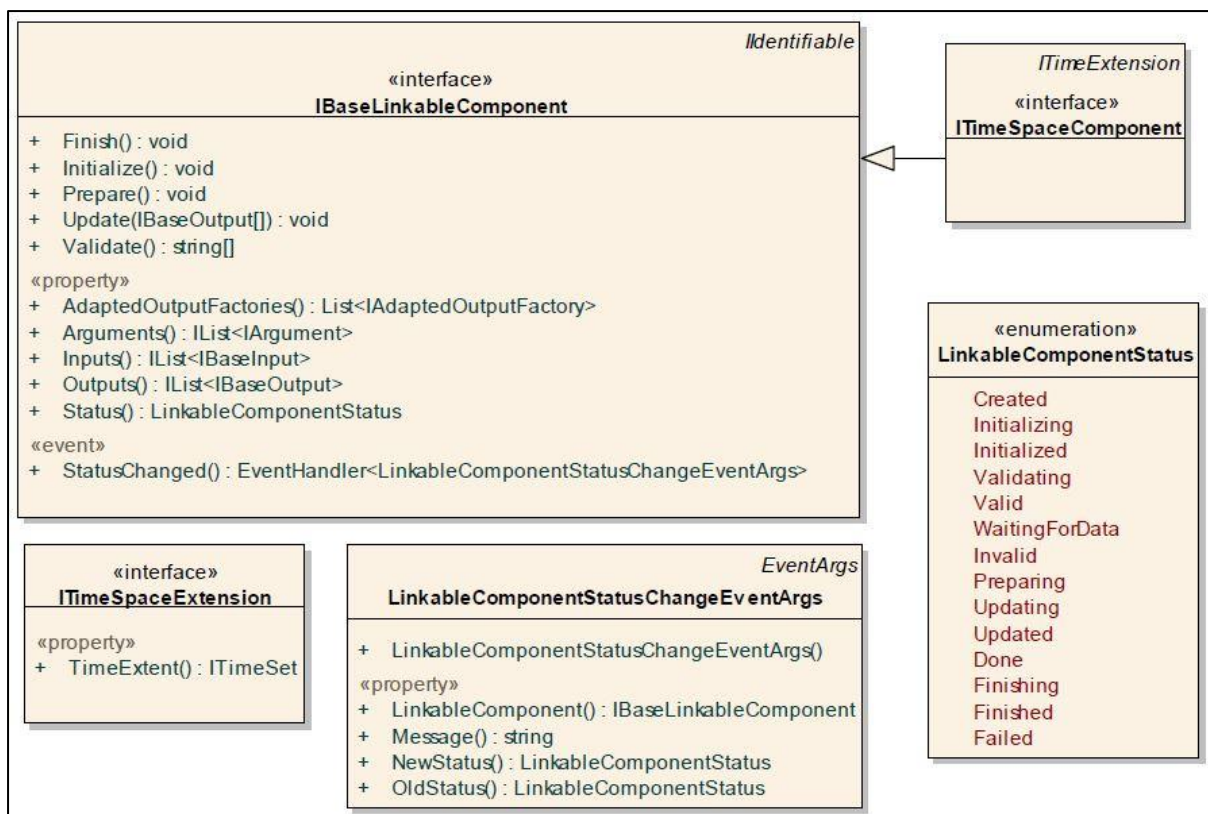 IIdentifiable
«interface»
IBaseLinkableComponent
+ Finish() : void
+ Initialize() : void
+ Prepare() : void
+ Update(IBaseOutput[]) : void
+ Validate() : string[]
«property»
+ AdaptedOutputFactories() : List<IAdaptedOutputFactory>
+ Arguments() : IList<IArgument>
+ Inputs() : IList<IBaseInput>
+ Outputs() : IList<IBaseOutput>
+ Status() : LinkableComponentStatus
«event»
+ StatusChanged() : EventHandler<LinkableComponentStatusChangeEventArgs>
ITimeExtension
«interface»
ITimeSpaceComponent
«enumeration»
LinkableComponentStatus
Created
Initializing
Initialized
Validating
Valid
WaitingForData
Invalid
Preparing
Updating
Updated
Done
Finishing
Finished
Failed
«interface»
ITimeSpaceExtension
«property»
+ TimeExtent() : ITimeSet
EventArgs
LinkableComponentStatusChangeEventArgs
+ LinkableComponentStatusChangeEventArgs()
«property»
+ LinkableComponent() : IBaseLinkableComponent
+ Message() : string
+ NewStatus() : LinkableComponentStatus
+ OldStatus() : LinkableComponentStatus